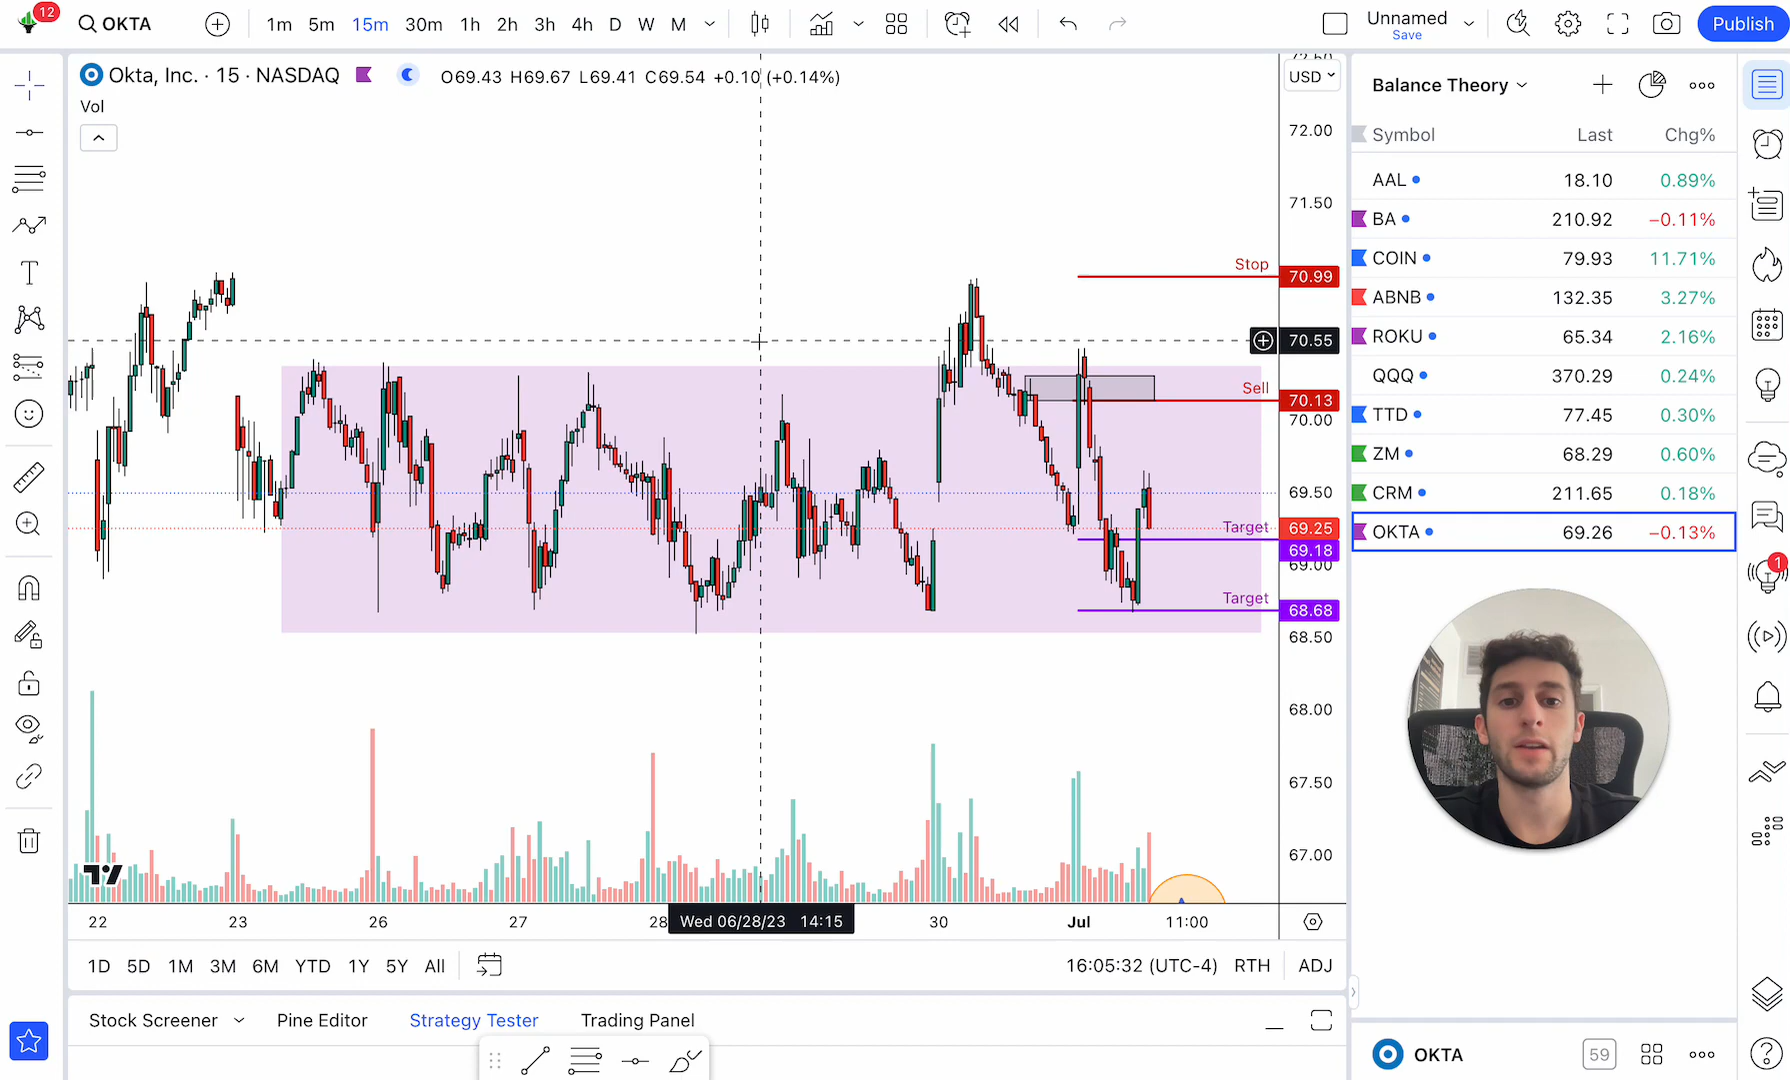 12
OKTA
1m 5m 15m 30m 1h 2h 3h 4h D W M
Unnamed
Save
Publish
Okta, Inc. · 15 · NASDAQ
O69.43 H69.67 L69.41 C69.54 +0.10 (+0.14%)
Vol
USD
72.50
72.00
71.50
Stop 70.99
70.55
Sell 70.13
70.00
69.50
Target 69.25
69.18
69.00
Target 68.68
68.50
68.00
67.50
67.00
22 23 26 27 28 Wed 06/28/23 14:15 30 Jul 11:00
1D 5D 1M 3M 6M YTD 1Y 5Y All
16:05:32 (UTC-4) RTH ADJ
Stock Screener Pine Editor Strategy Tester Trading Panel
Balance Theory
Symbol Last Chg%
AAL 18.10 0.89%
BA 210.92 −0.11%
COIN 79.93 11.71%
ABNB 132.35 3.27%
ROKU 65.34 2.16%
QQQ 370.29 0.24%
TTD 77.45 0.30%
ZM 68.29 0.60%
CRM 211.65 0.18%
OKTA 69.26 −0.13%
1
OKTA 59